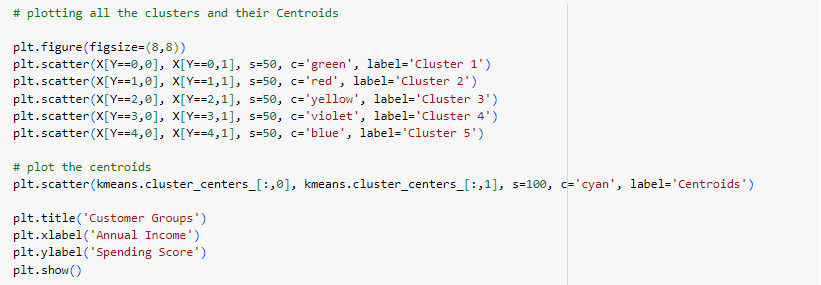 # plotting all the clusters and their Centroids
plt.figure(figsize=(8,8))
plt.scatter(X[Y==0,0], X[Y==0,1], s=50, c='green', label='Cluster 1')
plt.scatter(X[Y==1,0], X[Y==1,1], s=50, c='red', label='Cluster 2')
plt.scatter(X[Y==2,0], X[Y==2,1], s=50, c='yellow', label='Cluster 3')
plt.scatter(X[Y==3,0], X[Y==3,1], s=50, c='violet', label='Cluster 4')
plt.scatter(X[Y==4,0], X[Y==4,1], s=50, c='blue', label='Cluster 5')
# plot the centroids
plt.scatter(kmeans.cluster_centers_[:,0], kmeans.cluster_centers_[:,1], s=100, c='cyan', label='Centroids')
plt.title('Customer Groups')
plt.xlabel('Annual Income')
plt.ylabel('Spending Score')
plt.show()